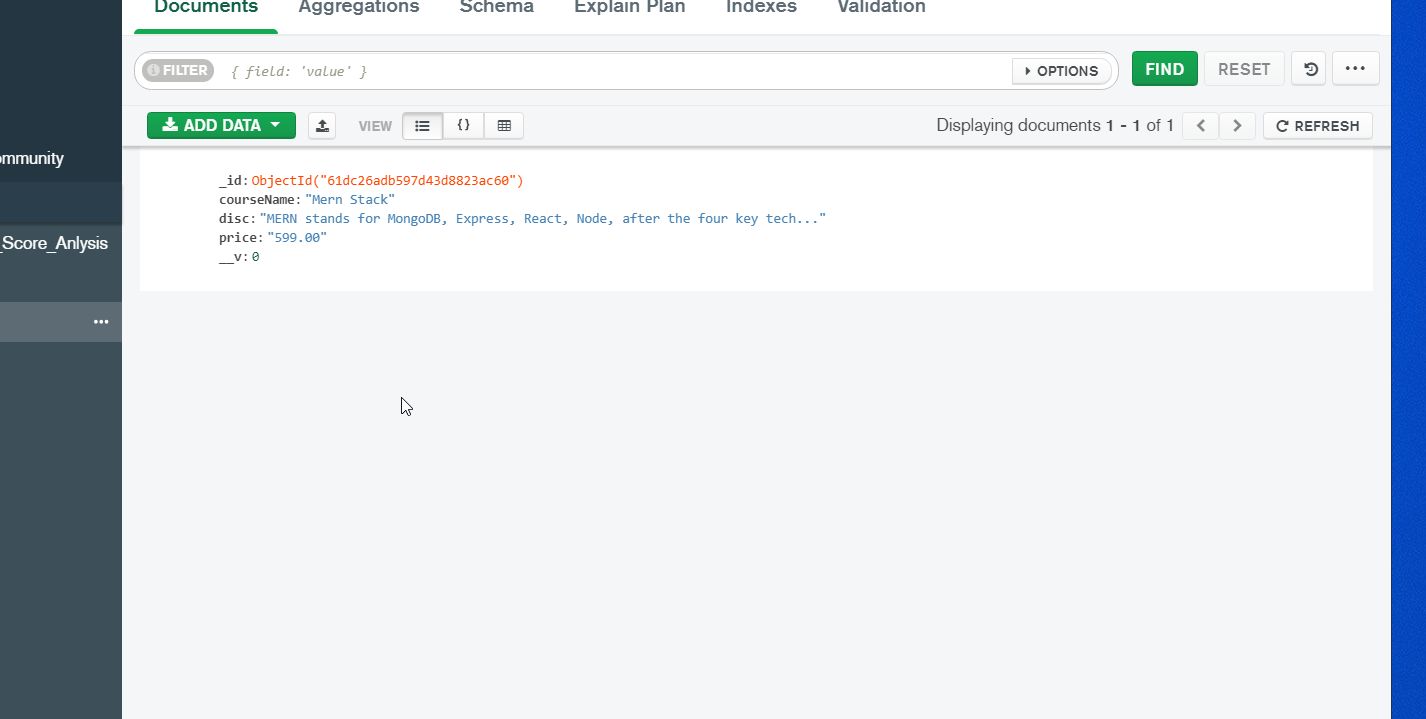 Documents Aggregations Schema Explain Plan Indexes Validation
FILTER { field: 'value' } OPTIONS FIND RESET
ADD DATA VIEW {} Displaying documents 1 - 1 of 1 REFRESH
ommunity
_id: ObjectId("61dc26adb597d43d8823ac60")
courseName: "Mern Stack"
disc: "MERN stands for MongoDB, Express, React, Node, after the four key tech..."
price: "599.00"
_Score_Anlysis
__v: 0